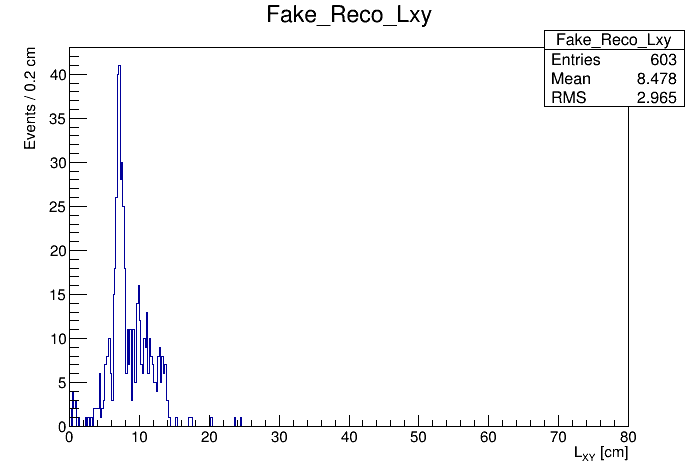 Fake_Reco_Lxy
Fake_Reco_Lxy
Entries 603
Mean 8.478
RMS 2.965
Events / 0.2 cm
40
35
30
25
20
15
10
5
0
0 10 20 30 40 50 60 70 80
L_XY [cm]